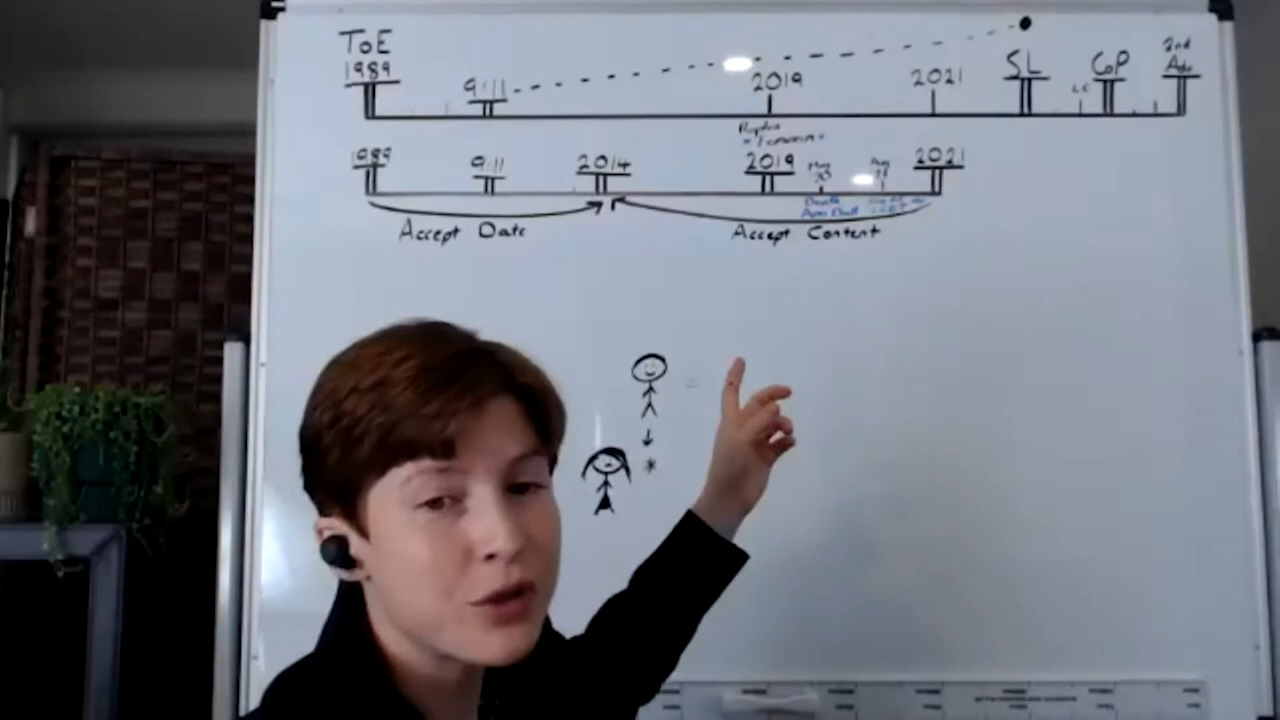 ToE
1989
9:11
2019
2021
SL
LC
CoP
2nd
Adv
1989
9:11
2014
2019
2021
Accept Date
Accept Content